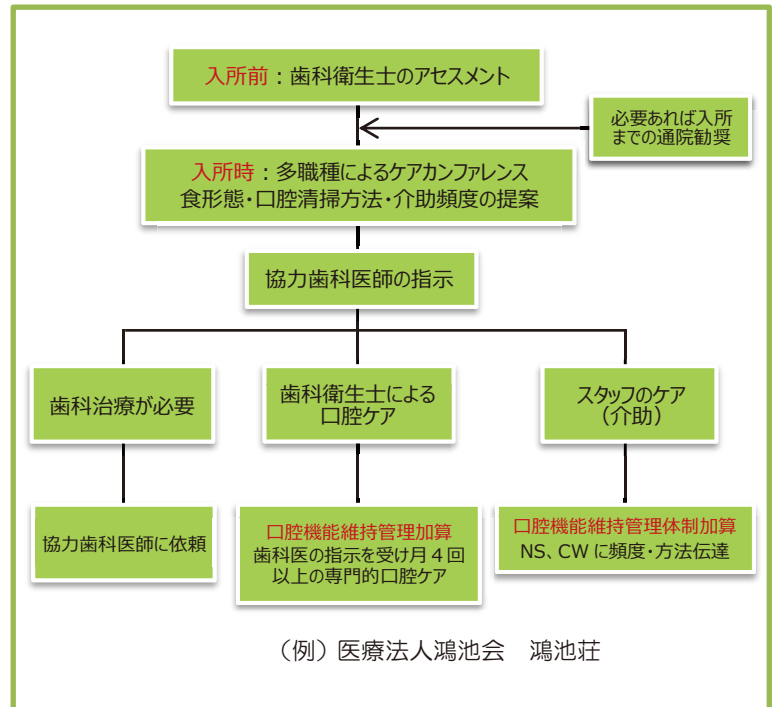 入所前：歯科衛生士のアセスメント
必要あれば入所
までの通院勧奨
入所時：多職種によるケアカンファレンス
食形態・口腔清掃方法・介助頻度の提案
協力歯科医師の指示
歯科治療が必要
歯科衛生士による
口腔ケア
スタッフのケア
（介助）
協力歯科医師に依頼
口腔機能維持管理加算
歯科医の指示を受け月４回
以上の専門的口腔ケア
口腔機能維持管理体制加算
NS、CWに頻度・方法伝達
（例）医療法人鴻池会　鴻池荘